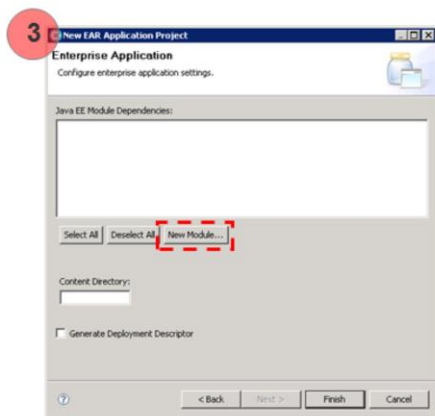 3
New EAR Application Project
Enterprise Application
Configure enterprise application settings.
Java EE Module Dependencies:
Select All Deselect All New Module...
Content Directory:
Generate Deployment Descriptor
? < Back Next > Finish Cancel